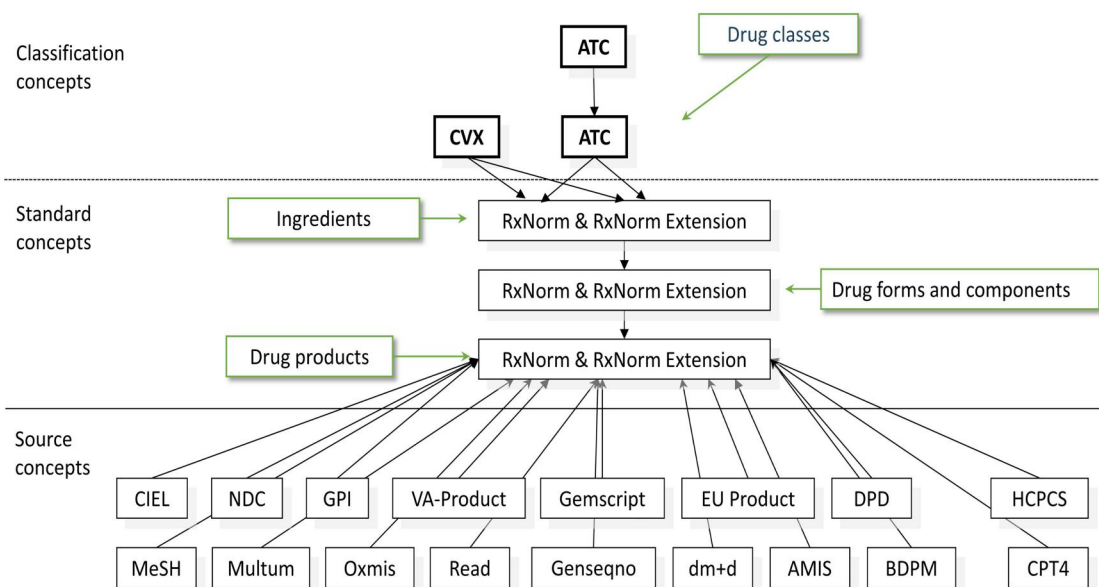 Classification
concepts
ATC
Drug classes
CVX
ATC
Standard
concepts
Ingredients
RxNorm & RxNorm Extension
RxNorm & RxNorm Extension
Drug forms and components
Drug products
RxNorm & RxNorm Extension
Source
concepts
CIEL
NDC
GPI
VA-Product
Gemscript
EU Product
DPD
HCPCS
MeSH
Multum
Oxmis
Read
Genseqno
dm+d
AMIS
BDPM
CPT4